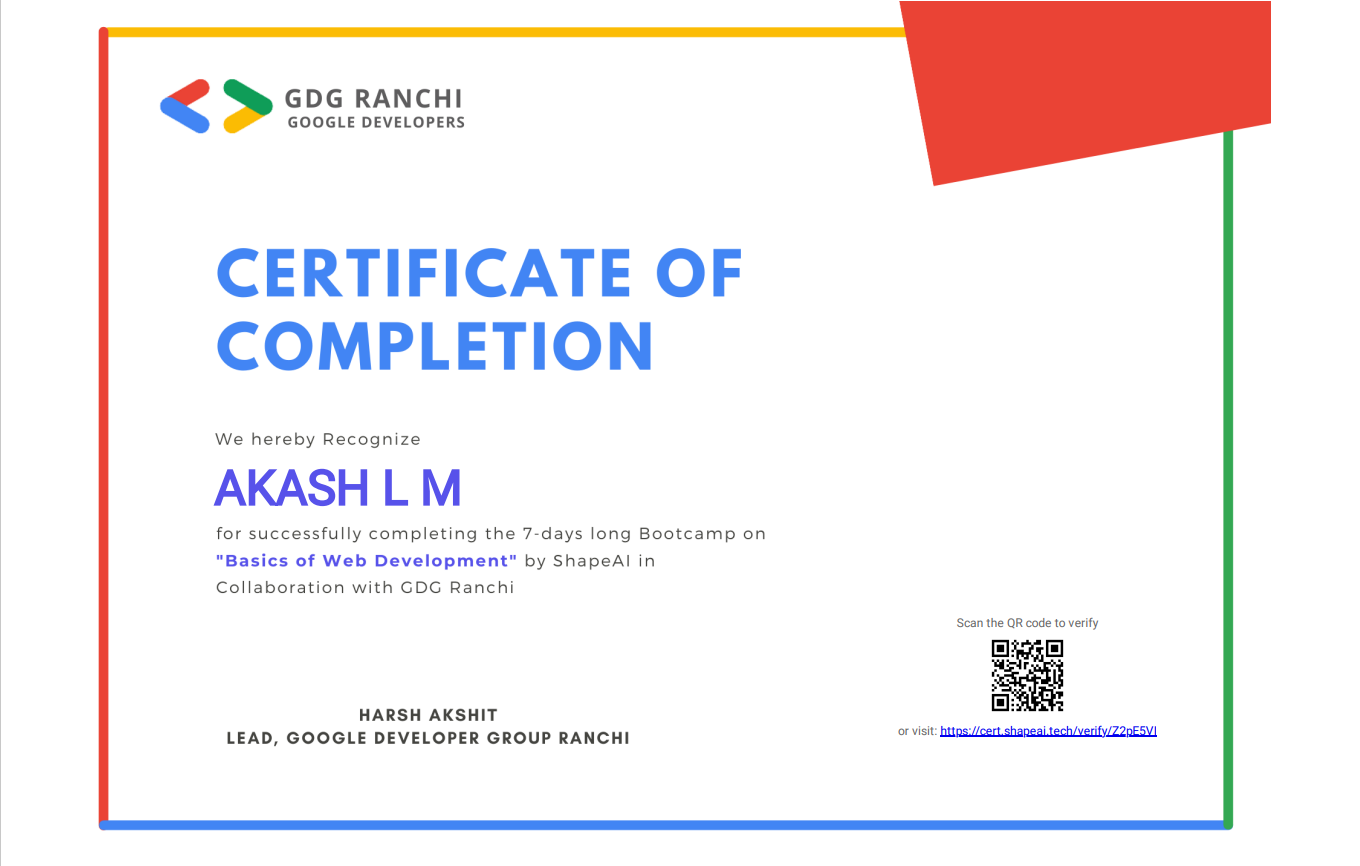 GDG RANCHI
GOOGLE DEVELOPERS
CERTIFICATE OF
COMPLETION
We hereby Recognize
AKASH L M
for successfully completing the 7-days long Bootcamp on
"Basics of Web Development" by ShapeAI in
Collaboration with GDG Ranchi
Scan the QR code to verify
or visit: https://cert.shapeai.tech/verify/Z2pE5VI
HARSH AKSHIT
LEAD, GOOGLE DEVELOPER GROUP RANCHI